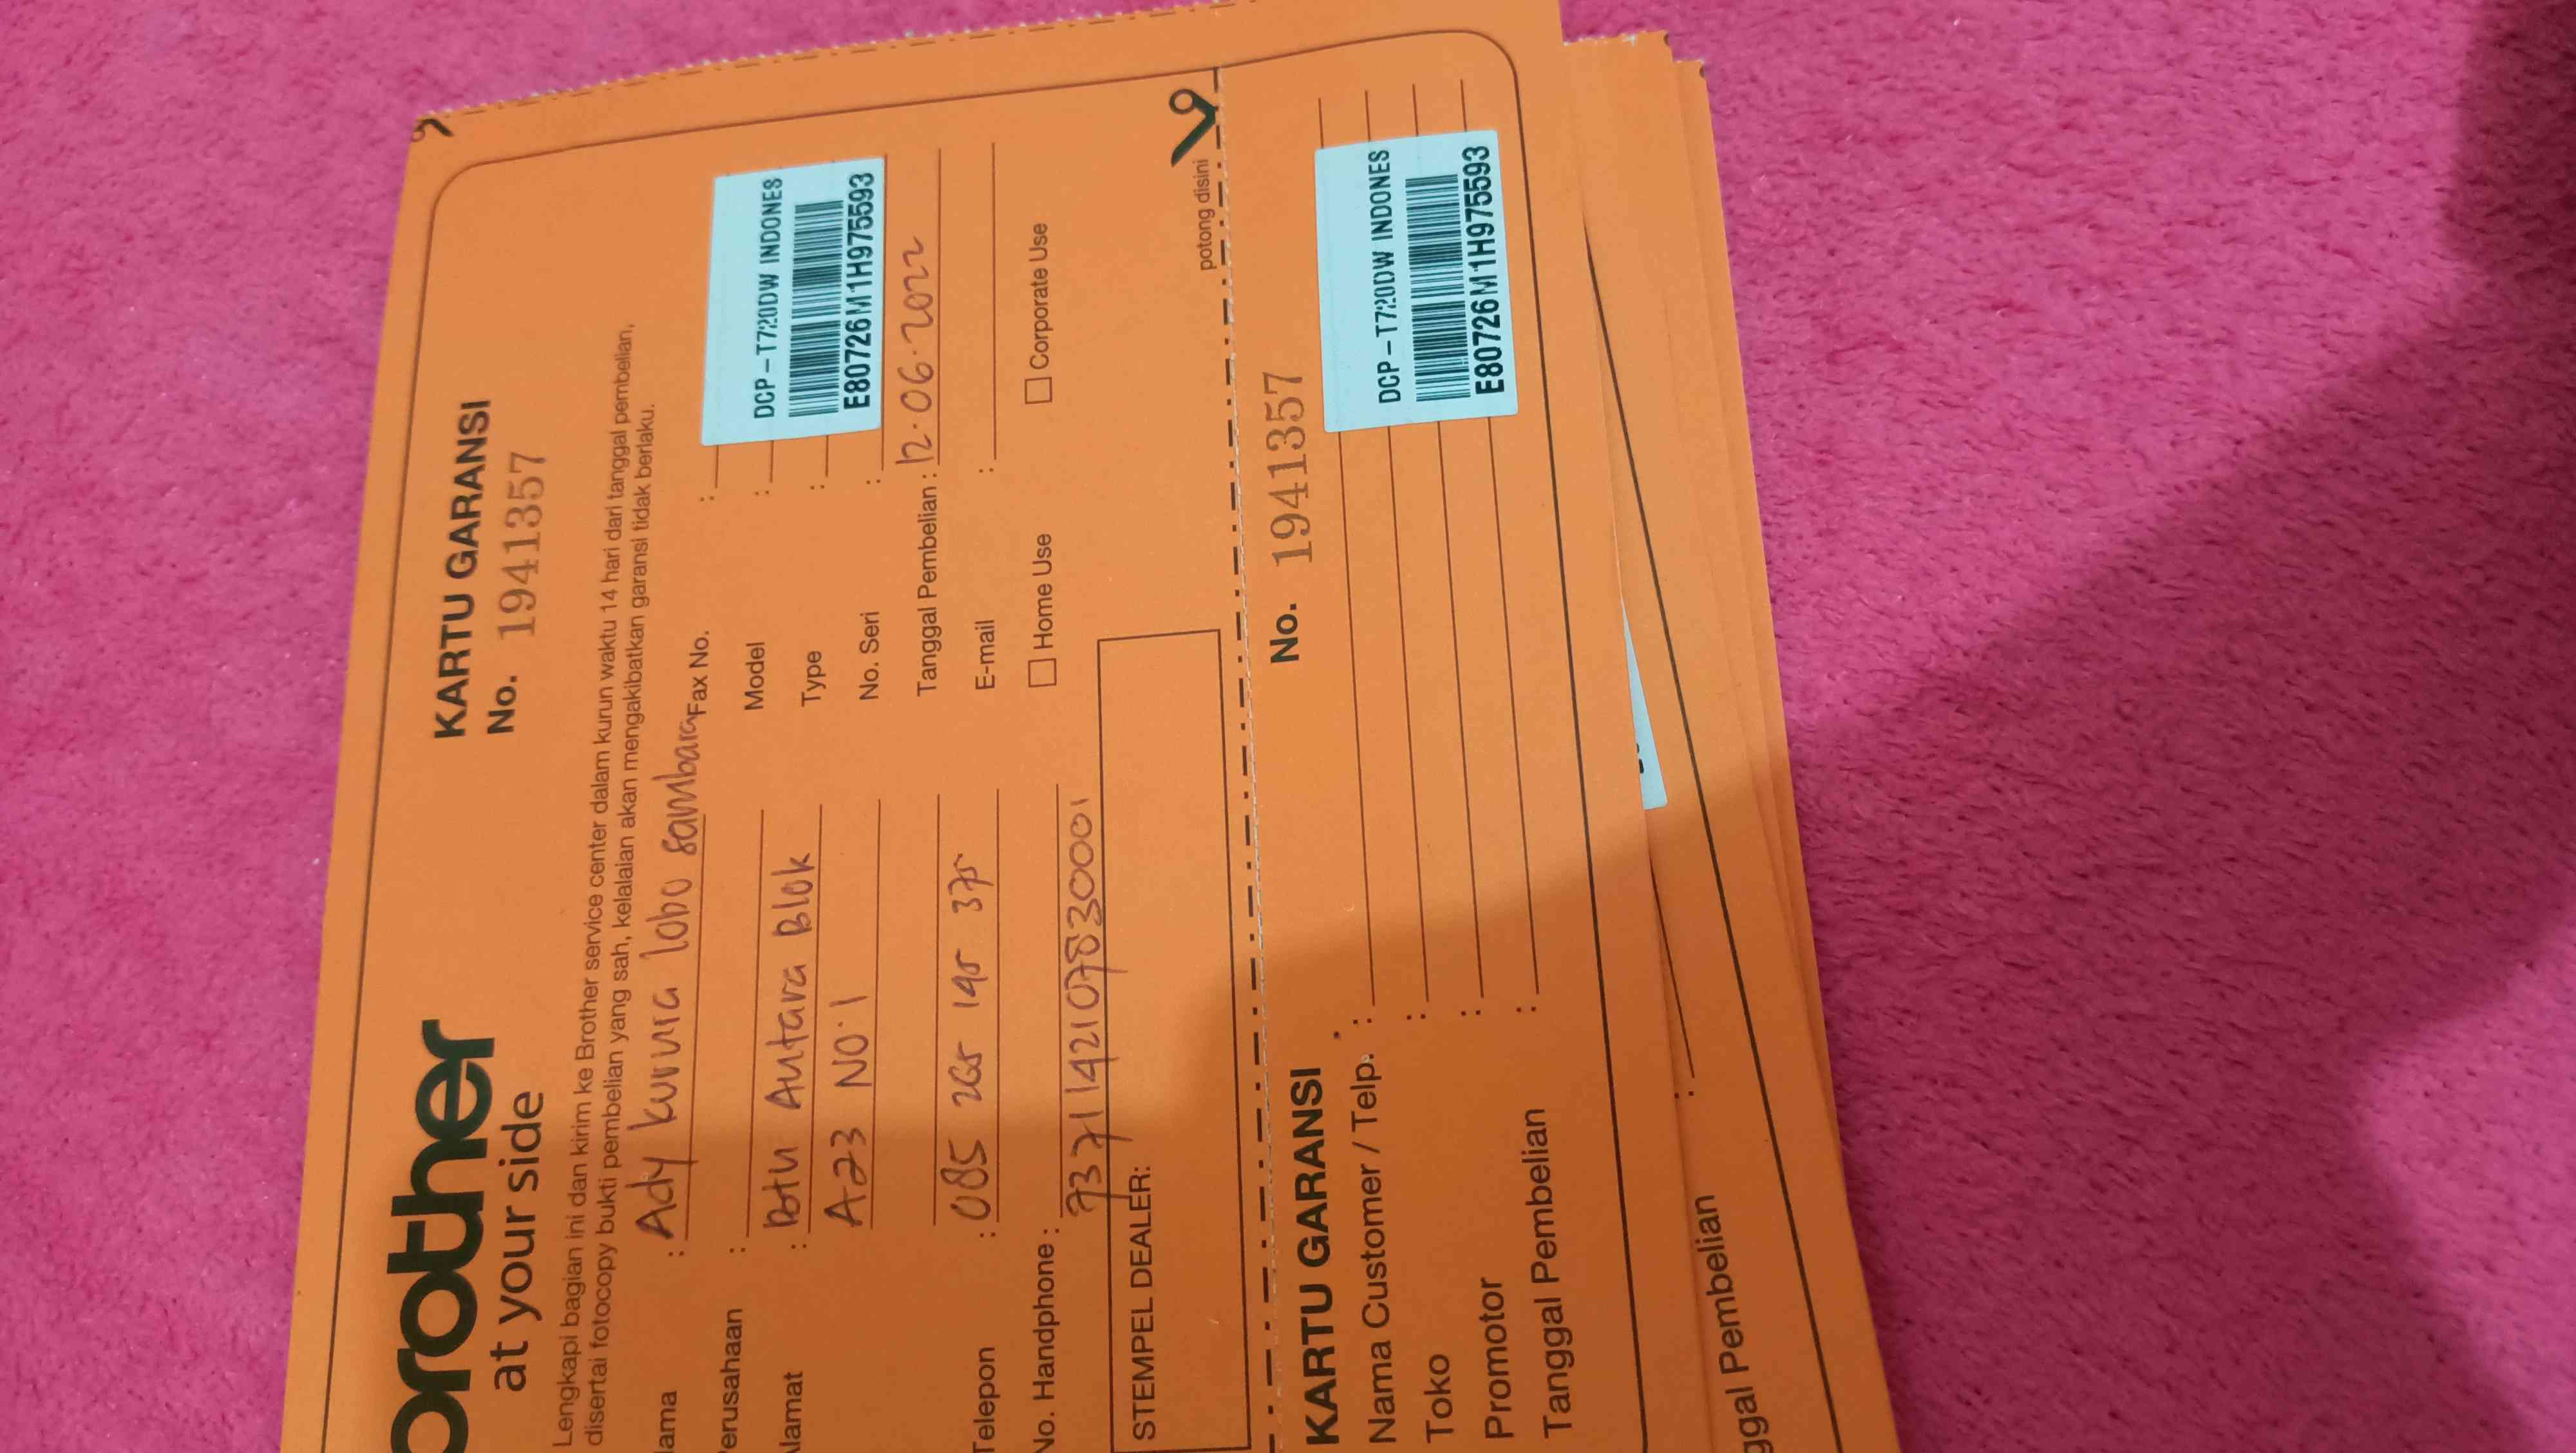 brother
at your side
KARTU GARANSI
No. 1941357
Lengkapi bagian ini dan kirim ke Brother service center dalam kurun waktu 14 hari dari tanggal pembelian,
disertai fotocopy bukti pembelian yang sah, kelalaian akan mengakibatkan garansi tidak berlaku.
ama : Ady kurnia lobo sambara
erusahaan :
lamat : Btn Antara Blok
A23 NO.1
Telepon : 085 265 195 375
No. Handphone : 7371142107830001
Fax No. :
Model :
Type :
No. Seri :
DCP-T720DW INDONES
E80726M1H975593
Tanggal Pembelian : 12.06.2022
E-mail :
Home Use
Corporate Use
STEMPEL DEALER:
potong disini
KARTU GARANSI
No. 1941357
Nama Customer / Telp. :
Toko :
Promotor :
Tanggal Pembelian :
DCP-T720DW INDONES
E80726M1H975593
ggal Pembelian :